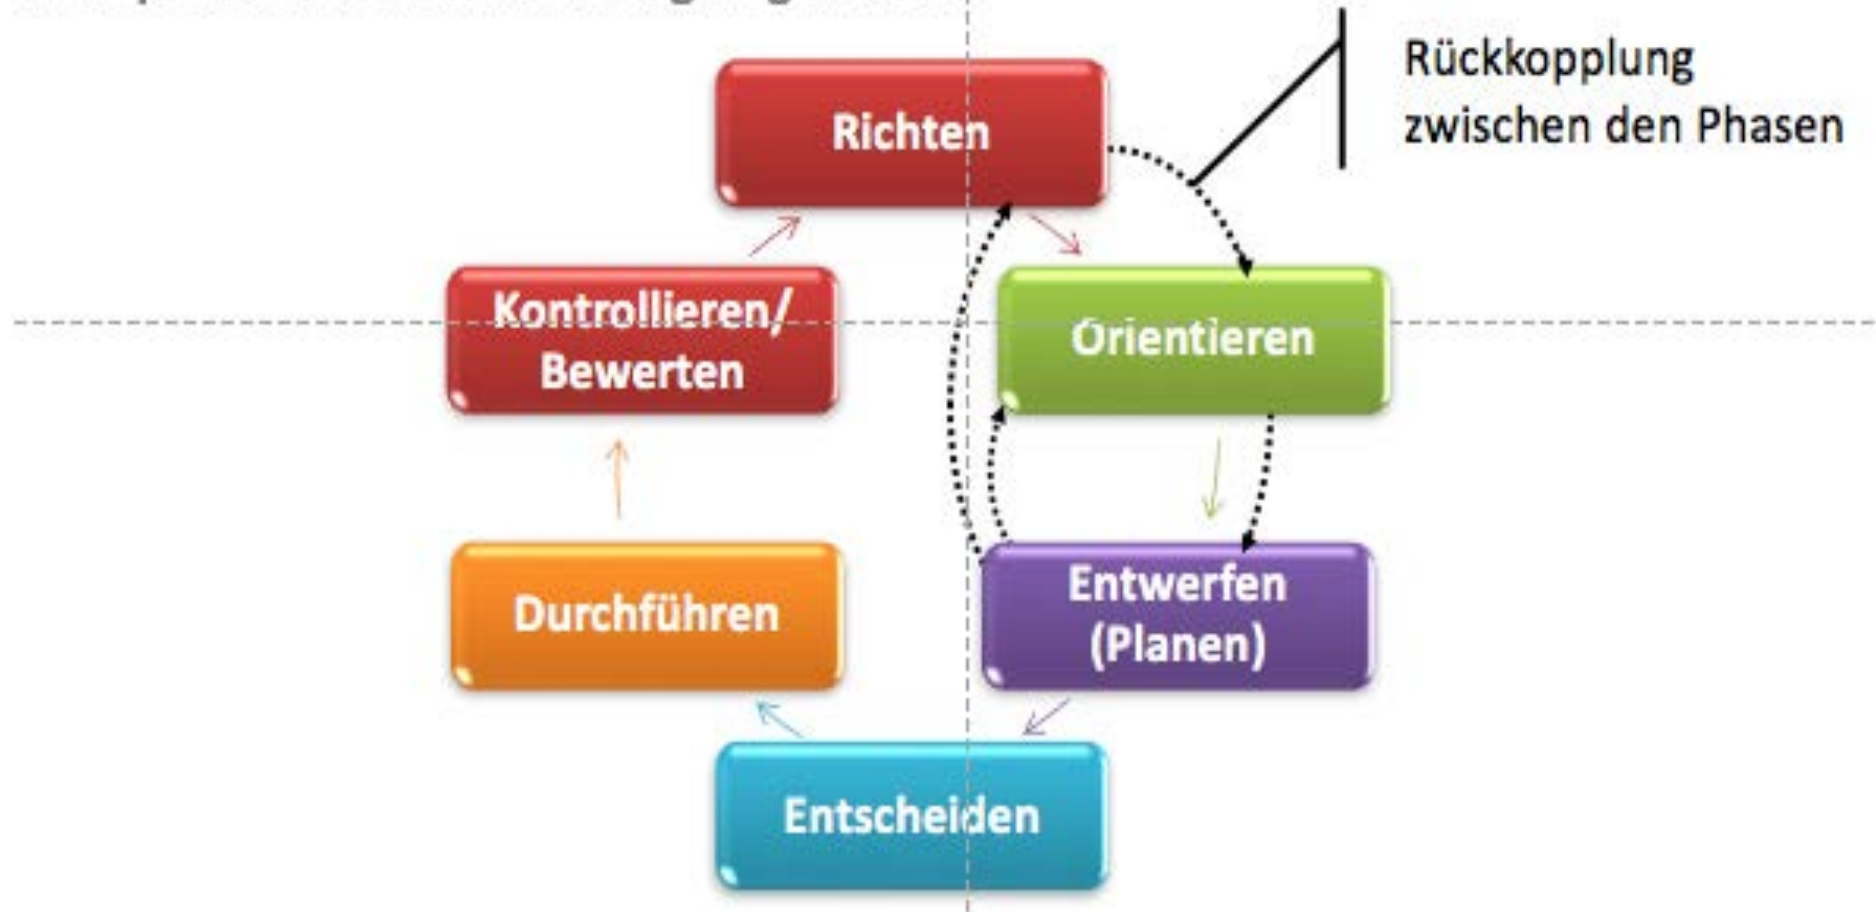 Richten
Rückkopplung
zwischen den Phasen
Kontrollieren/
Bewerten
Orientieren
Durchführen
Entwerfen
(Planen)
Entscheiden